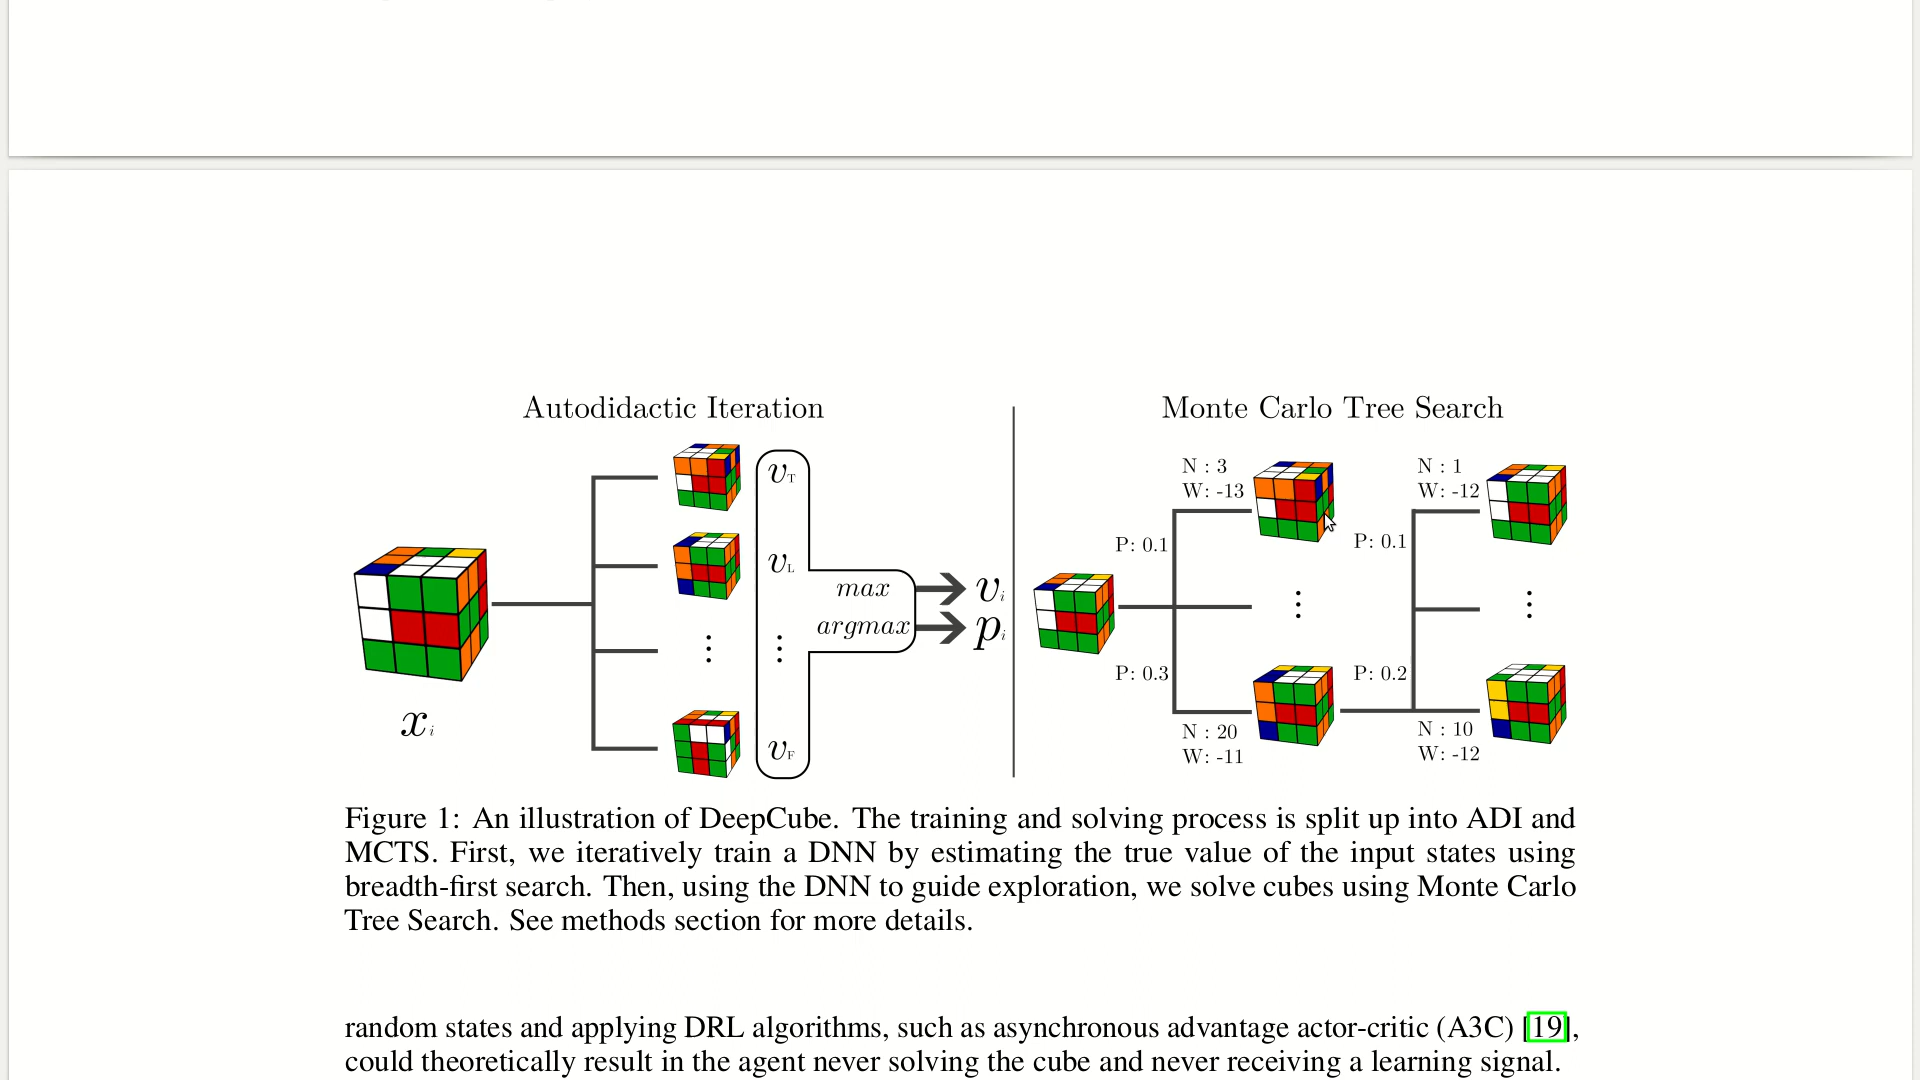 Autodidactic Iteration
v_T
v_L
⋮ ⋮
v_F
max
argmax
v_i
p_i
x_i
Monte Carlo Tree Search
N : 3
W: -13
P: 0.1
P: 0.3
N : 20
W: -11
⋮
N : 1
W: -12
P: 0.1
P: 0.2
N : 10
W: -12
⋮
Figure 1: An illustration of DeepCube. The training and solving process is split up into ADI and
MCTS. First, we iteratively train a DNN by estimating the true value of the input states using
breadth-first search. Then, using the DNN to guide exploration, we solve cubes using Monte Carlo
Tree Search. See methods section for more details.
random states and applying DRL algorithms, such as asynchronous advantage actor-critic (A3C) [19],
could theoretically result in the agent never solving the cube and never receiving a learning signal.